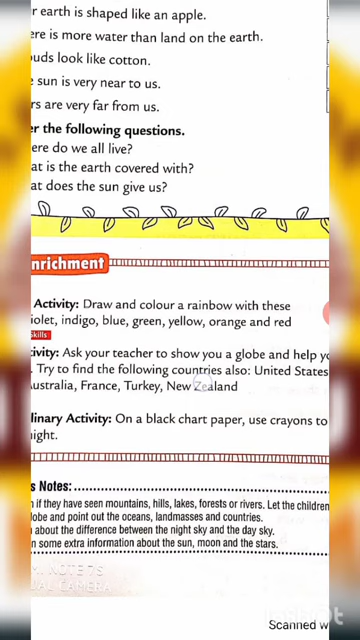 r earth is shaped like an apple.
ere is more water than land on the earth.
uds look like cotton.
sun is very near to us.
rs are very far from us.
er the following questions.
ere do we all live?
at is the earth covered with?
at does the sun give us?
nrichment
Activity: Draw and colour a rainbow with these
iolet, indigo, blue, green, yellow, orange and red
Skills
ivity: Ask your teacher to show you a globe and help yo
. Try to find the following countries also: United States
ustralia, France, Turkey, New Zealand
linary Activity: On a black chart paper, use crayons to
ight.
s Notes:
n if they have seen mountains, hills, lakes, forests or rivers. Let the children
lobe and point out the oceans, landmasses and countries.
about the difference between the night sky and the day sky.
n some extra information about the sun, moon and the stars.
Scanned w